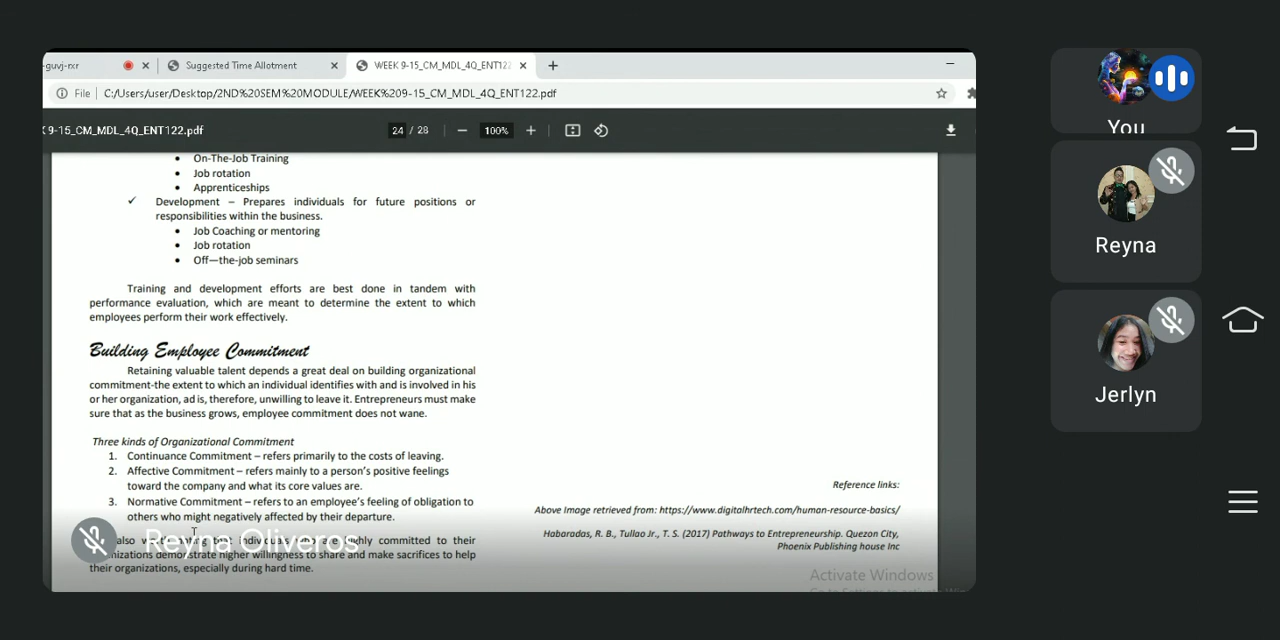 -guvj-rxr
Suggested Time Allotment
WEEK 9-15_CM_MDL_4Q_ENT122
File
C:/Users/user/Desktop/2ND%20SEM%20MODULE/WEEK%209-15_CM_MDL_4Q_ENT122.pdf
K 9-15_CM_MDL_4Q_ENT122.pdf
24 / 28
100%
• On-The-Job Training
• Job rotation
• Apprenticeships
✓ Development – Prepares individuals for future positions or
responsibilities within the business.
• Job Coaching or mentoring
• Job rotation
• Off—the-job seminars
Training and development efforts are best done in tandem with
performance evaluation, which are meant to determine the extent to which
employees perform their work effectively.
Building Employee Commitment
Retaining valuable talent depends a great deal on building organizational
commitment-the extent to which an individual identifies with and is involved in his
or her organization, ad is, therefore, unwilling to leave it. Entrepreneurs must make
sure that as the business grows, employee commitment does not wane.
Three kinds of Organizational Commitment
1. Continuance Commitment – refers primarily to the costs of leaving.
2. Affective Commitment – refers mainly to a person's positive feelings
toward the company and what its core values are.
3. Normative Commitment – refers to an employee's feeling of obligation to
others who might negatively affected by their departure.
also that highly committed to their
demonstrate higher willingness to share and make sacrifices to help
their organizations, especially during hard time.
Reference links:
Above Image retrieved from: https://www.digitalhrtech.com/human-resource-basics/
Habaradas, R. B., Tullao Jr., T. S. (2017) Pathways to Entrepreneurship. Quezon City,
Phoenix Publishing house Inc
Activate Windows
Reyna Oliveros
You
Reyna
Jerlyn